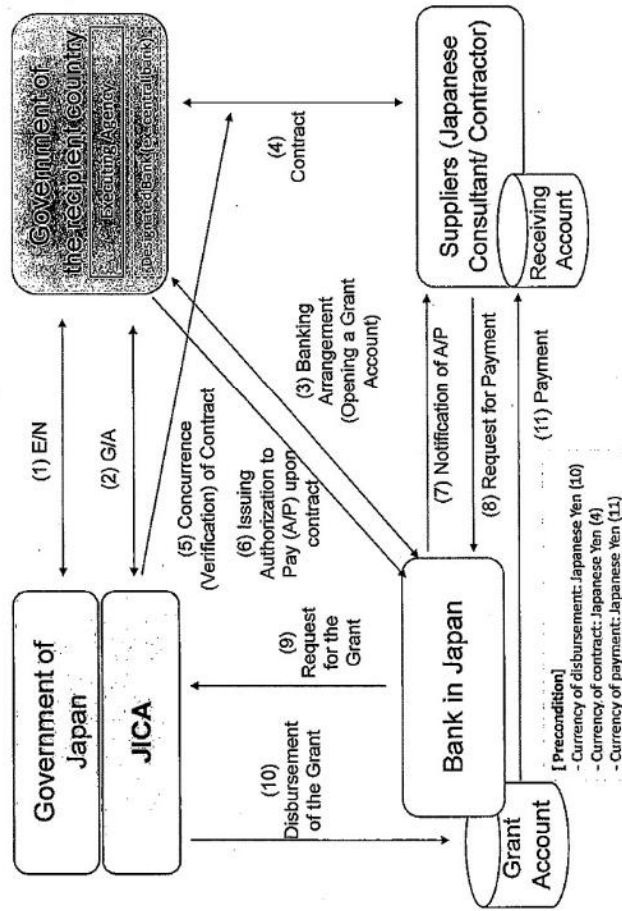 Government of
Japan
JICA
Government of
the recipient country
Executing Agency
Designated Bank (ex central bank)
(1) E/N
(2) G/A
(5) Concurrence
(Verification) of Contract
(6) Issuing
Authorization to
Pay (A/P) upon
contract
(4)
Contract
(3) Banking
Arrangement
(Opening a Grant
Account)
(9)
Request
for the
Grant
(10)
Disbursement
of the Grant
Bank in Japan
Grant
Account
(7) Notification of A/P
(8) Request for Payment
(11) Payment
Suppliers (Japanese
Consultant/ Contractor)
Receiving
Account
[ Precondition]
- Currency of disbursement: Japanese Yen (10)
- Currency of contract: Japanese Yen (4)
- Currency of payment: Japanese Yen (11)